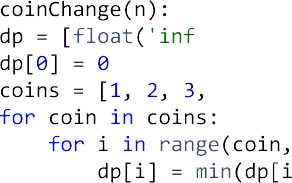 coinChange(n):
dp = [float('inf
dp[0] = 0
coins = [1, 2, 3,
for coin in coins:
    for i in range(coin,
        dp[i] = min(dp[i